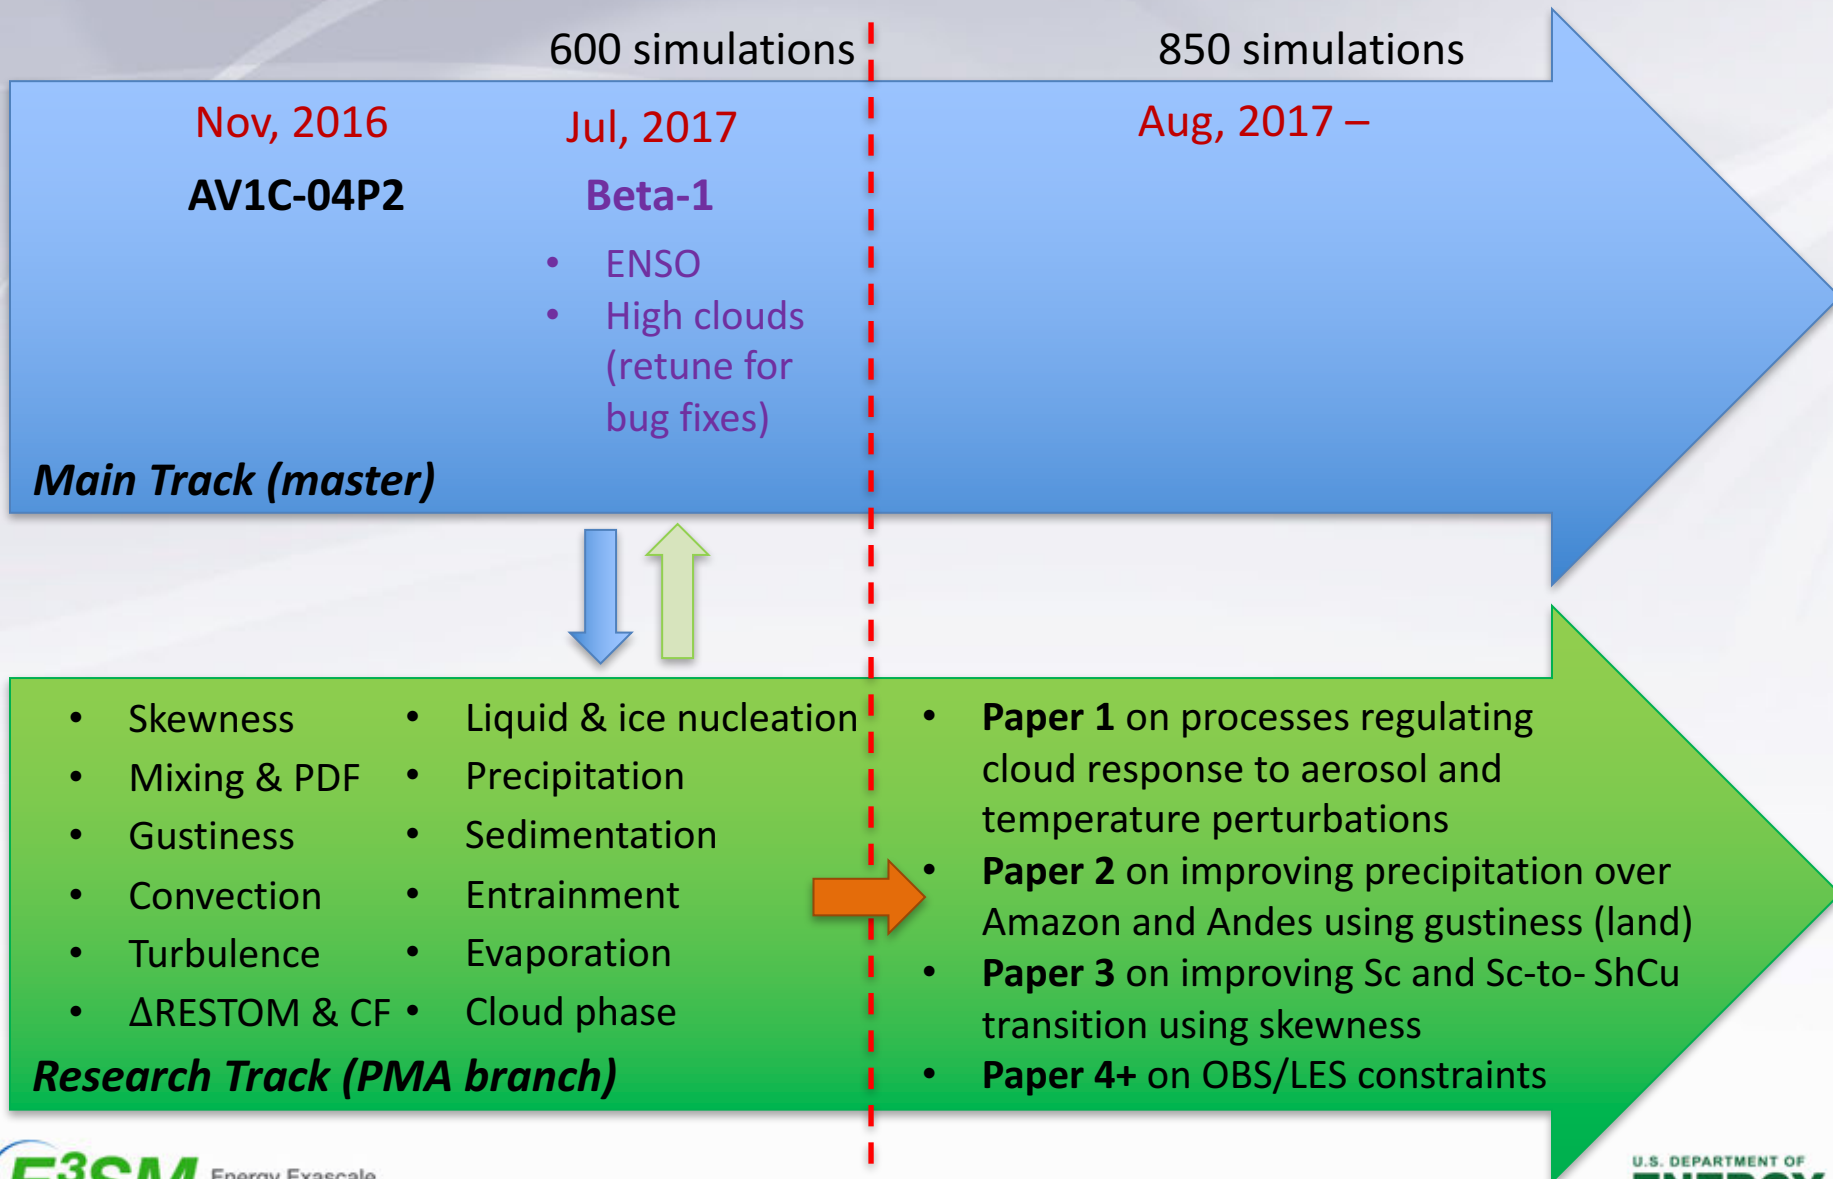 600 simulations
850 simulations
Nov, 2016
Jul, 2017
Aug, 2017 –
AV1C-04P2
Beta-1
• ENSO
• High clouds
(retune for
bug fixes)
Main Track (master)
• Skewness
• Mixing & PDF
• Gustiness
• Convection
• Turbulence
• ΔRESTOM & CF
• Liquid & ice nucleation
• Precipitation
• Sedimentation
• Entrainment
• Evaporation
• Cloud phase
Research Track (PMA branch)
• Paper 1 on processes regulating
cloud response to aerosol and
temperature perturbations
• Paper 2 on improving precipitation over
Amazon and Andes using gustiness (land)
• Paper 3 on improving Sc and Sc-to- ShCu
transition using skewness
• Paper 4+ on OBS/LES constraints
E³SM
Energy Exascale
U.S. DEPARTMENT OF
ENERGY